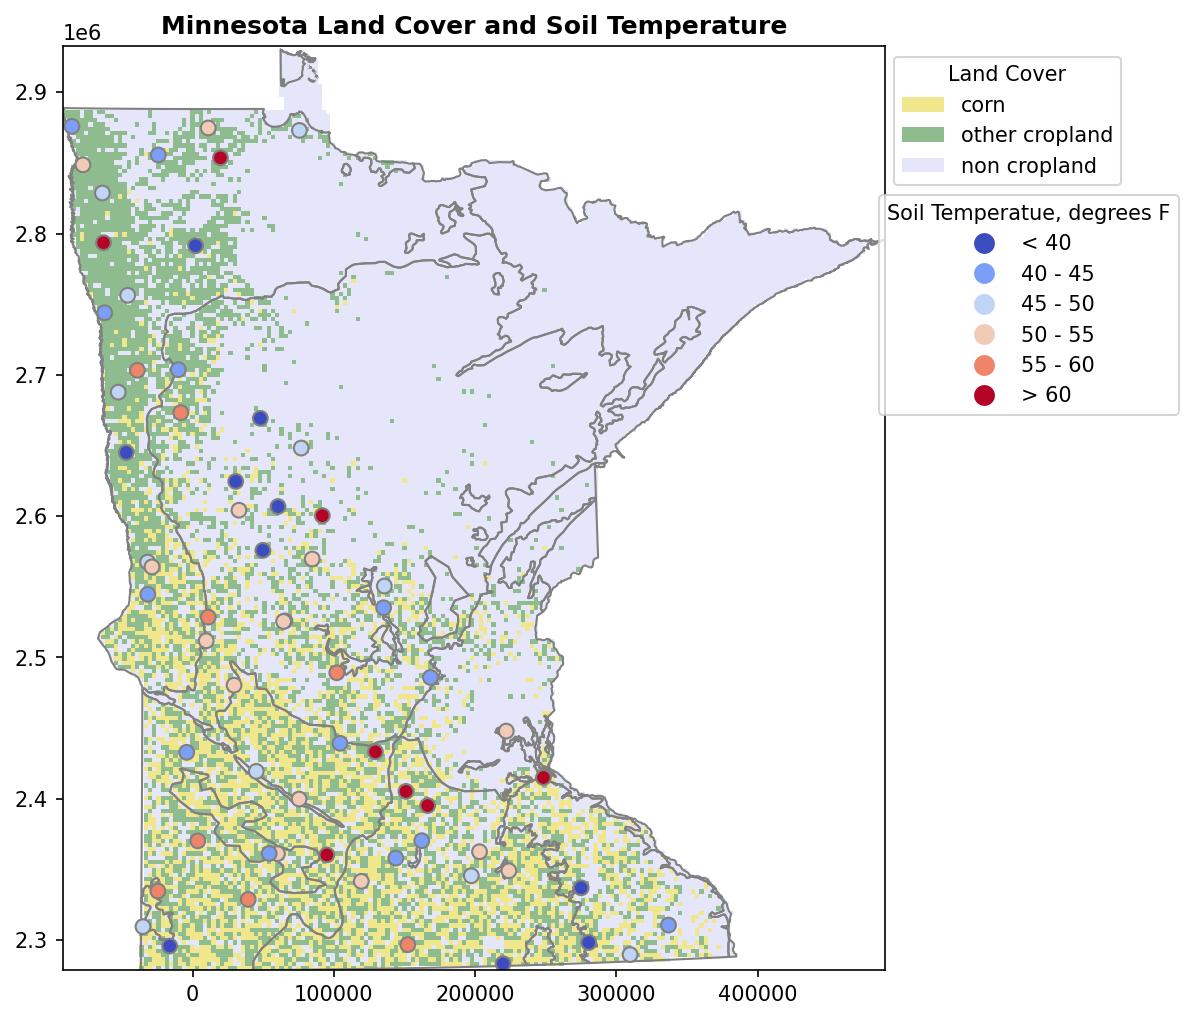 Minnesota Land Cover and Soil Temperature
1e6
2.9
2.8
2.7
2.6
2.5
2.4
2.3
0
100000
200000
300000
400000
Land Cover
corn
other cropland
non cropland
Soil Temperatue, degrees F
< 40
40 - 45
45 - 50
50 - 55
55 - 60
> 60